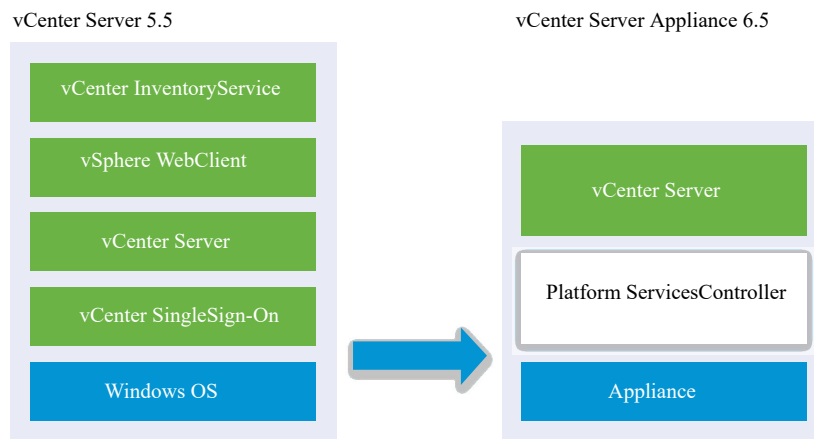 vCenter Server 5.5
vCenter InventoryService
vSphere WebClient
vCenter Server
vCenter SingleSign-On
Windows OS
vCenter Server Appliance 6.5
vCenter Server
Platform ServicesController
Appliance